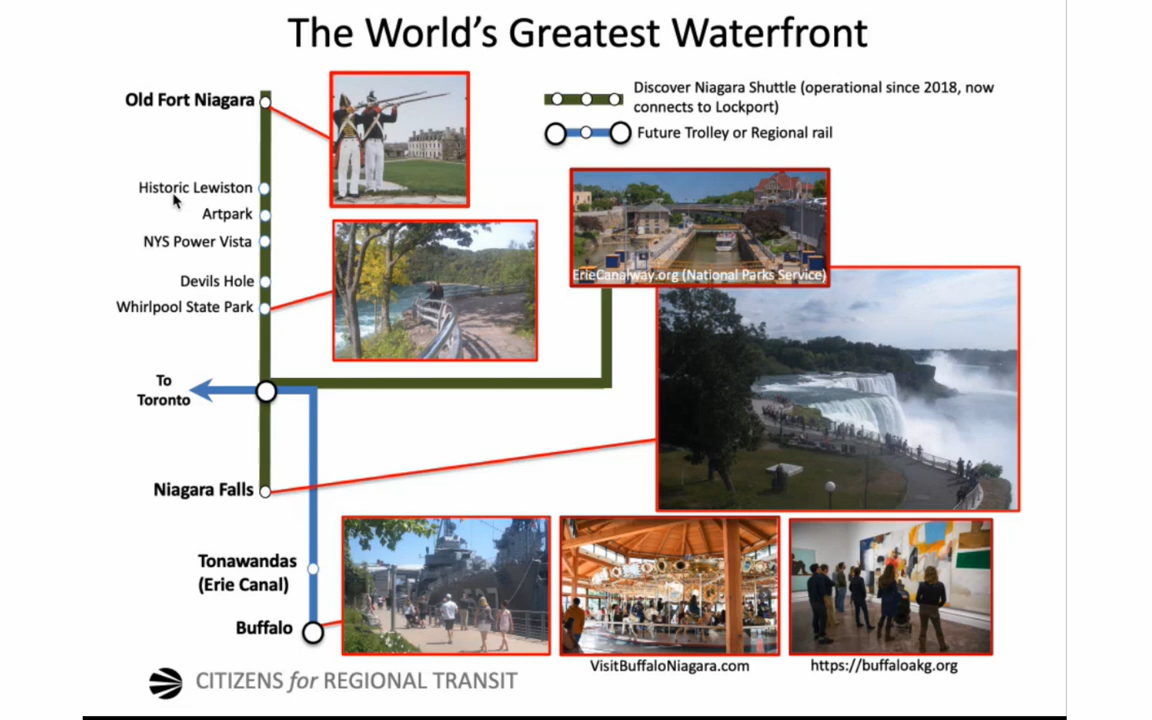 The World's Greatest Waterfront
Old Fort Niagara
Discover Niagara Shuttle (operational since 2018, now
connects to Lockport)
Future Trolley or Regional rail
Historic Lewiston
Artpark
NYS Power Vista
Devils Hole
Whirlpool State Park
ErieCanalway.org (National Parks Service)
To
Toronto
Niagara Falls
Tonawandas
(Erie Canal)
Buffalo
VisitBuffaloNiagara.com
https://buffaloakg.org
CITIZENS for REGIONAL TRANSIT